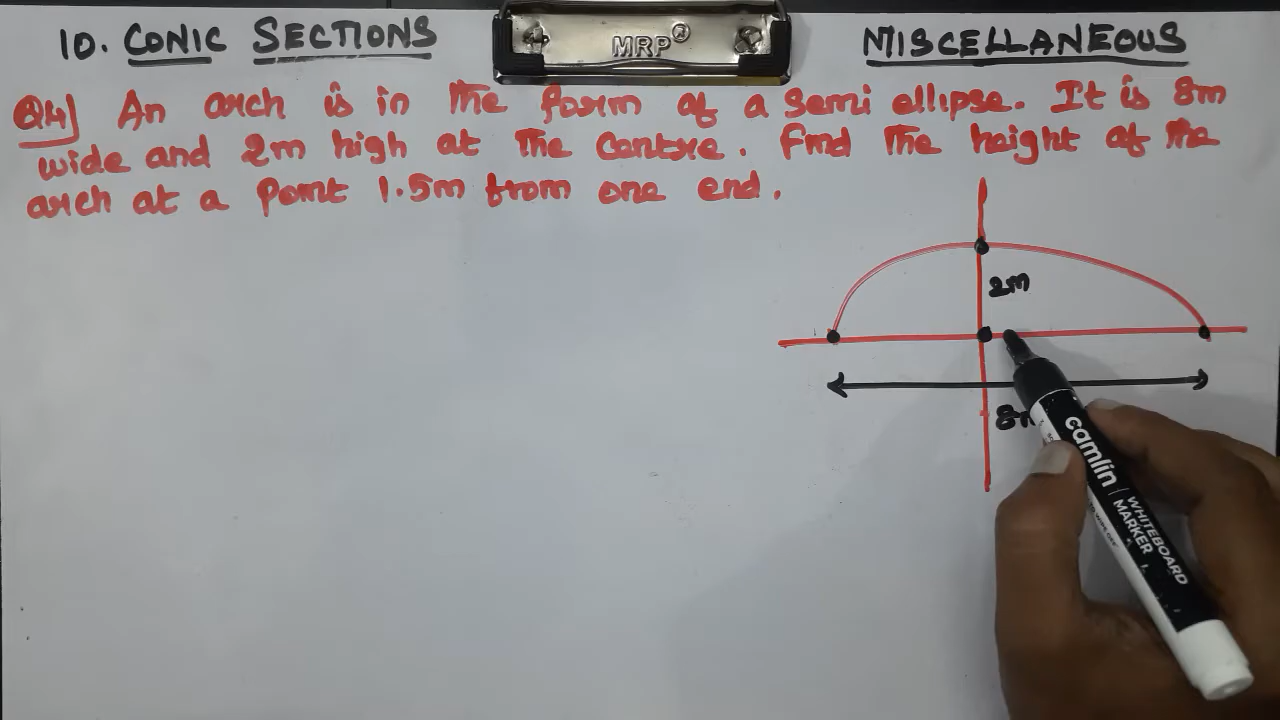 10. CONIC SECTIONS
MRP®
MISCELLANEOUS
Q4] An arch is in the form of a semi ellipse. It is 8m
wide and 2m high at the centre. Find the height of the
arch at a point 1.5m from one end.
2m
camlin
WHITEBOARD
MARKER